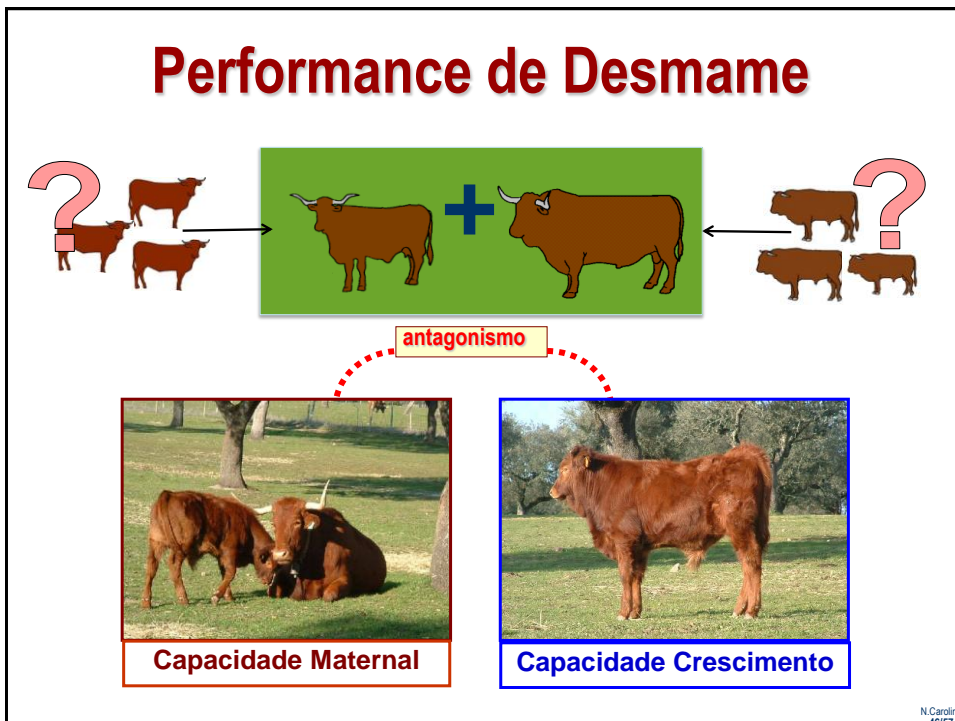 Performance de Desmame
?
+
?
antagonismo
Capacidade Maternal
Capacidade Crescimento